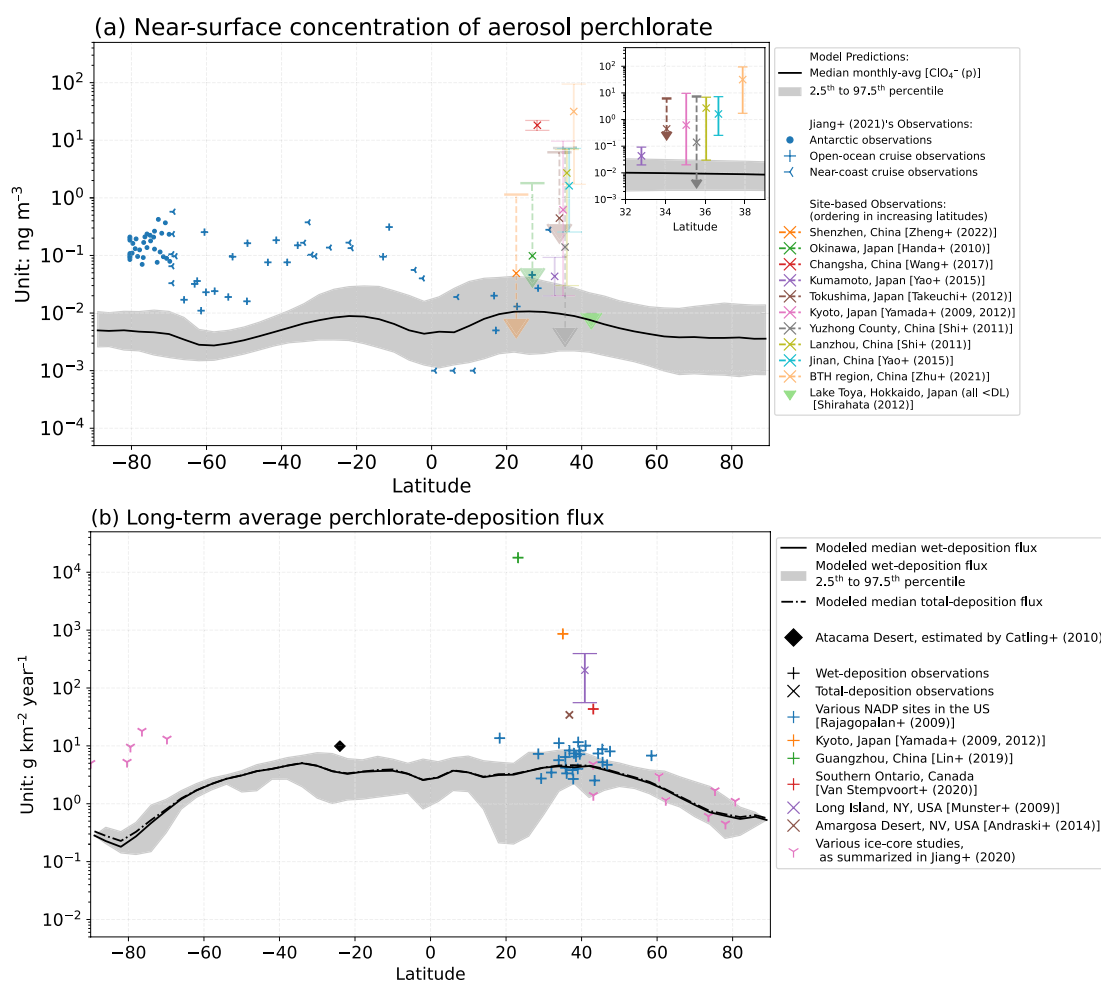 (a) Near-surface concentration of aerosol perchlorate
Unit: ng m⁻³
10²
10¹
10⁰
10⁻¹
10⁻²
10⁻³
10⁻⁴
−80 −60 −40 −20 0 20 40 60 80
Latitude
10²
10¹
10⁰
10⁻¹
10⁻²
10⁻³
32 34 36 38
Latitude
Model Predictions:
Median monthly-avg [ClO₄⁻ (p)]
2.5th to 97.5th percentile
Jiang+ (2021)'s Observations:
Antarctic observations
Open-ocean cruise observations
Near-coast cruise observations
Site-based Observations:
(ordering in increasing latitudes)
Shenzhen, China [Zheng+ (2022)]
Okinawa, Japan [Handa+ (2010)]
Changsha, China [Wang+ (2017)]
Kumamoto, Japan [Yao+ (2015)]
Tokushima, Japan [Takeuchi+ (2012)]
Kyoto, Japan [Yamada+ (2009, 2012)]
Yuzhong County, China [Shi+ (2011)]
Lanzhou, China [Shi+ (2011)]
Jinan, China [Yao+ (2015)]
BTH region, China [Zhu+ (2021)]
Lake Toya, Hokkaido, Japan (all <DL)
[Shirahata (2012)]
(b) Long-term average perchlorate-deposition flux
Unit: g km⁻² year⁻¹
10⁴
10³
10²
10¹
10⁰
10⁻¹
10⁻²
−80 −60 −40 −20 0 20 40 60 80
Latitude
Modeled median wet-deposition flux
Modeled wet-deposition flux
2.5th to 97.5th percentile
Modeled median total-deposition flux
Atacama Desert, estimated by Catling+ (2010)
Wet-deposition observations
Total-deposition observations
Various NADP sites in the US
[Rajagopalan+ (2009)]
Kyoto, Japan [Yamada+ (2009, 2012)]
Guangzhou, China [Lin+ (2019)]
Southern Ontario, Canada
[Van Stempvoort+ (2020)]
Long Island, NY, USA [Munster+ (2009)]
Amargosa Desert, NV, USA [Andraski+ (2014)]
Various ice-core studies,
as summarized in Jiang+ (2020)